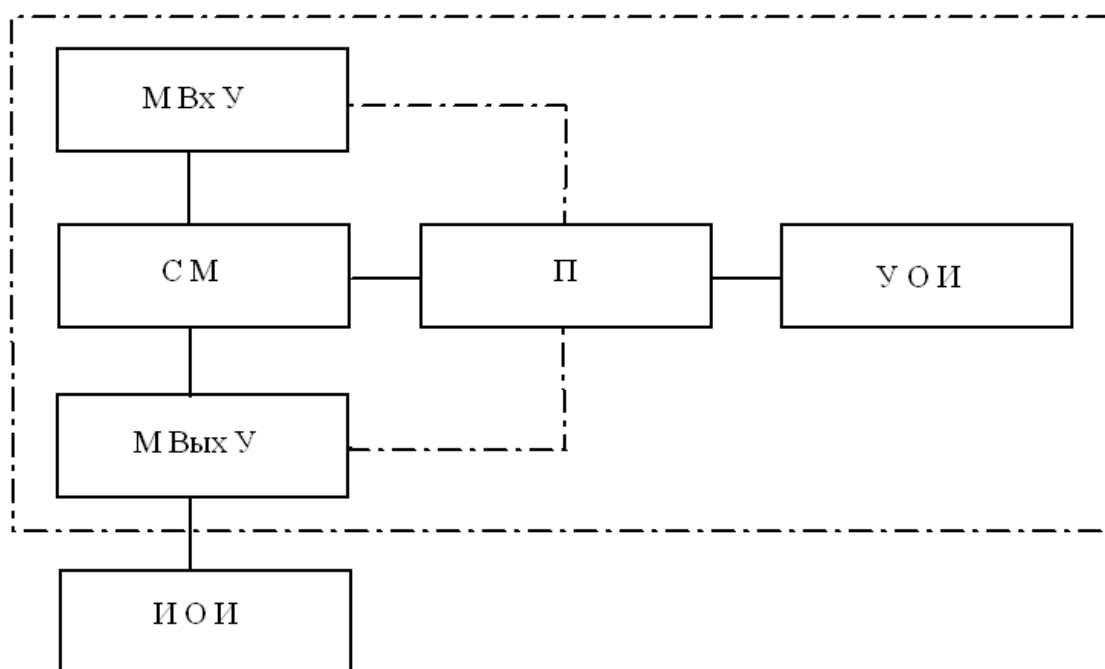 М Вх У
С М
П
У О И
М Вых У
И О И